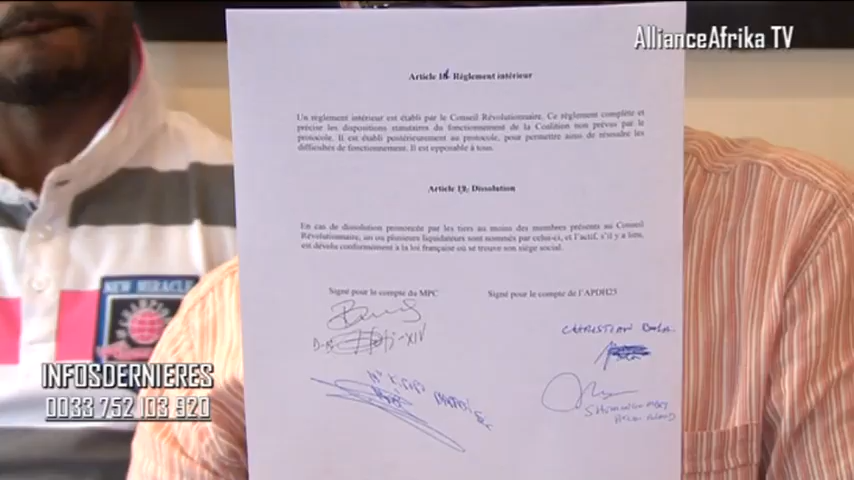 AllianceAfrika TV
Article 18. Règlement intérieur
Un règlement intérieur est établi par le Conseil Révolutionnaire. Ce règlement complète et
précise les dispositions statutaires du fonctionnement de la Coalition non prévues par le
protocole. Il est établi postérieurement au protocole, pour permettre ainsi de résoudre les
difficultés de fonctionnement. Il est opposable à tous.
Article 19. Dissolution
En cas de dissolution prononcée par les tiers au moins des membres présents au Conseil
Révolutionnaire, un ou plusieurs liquidateurs sont nommés par celui-ci, et l'actif, s'il y a lieu,
est dévolu conformément à la loi française où se trouve son siège social.
Signé pour le compte du MPC
Signé pour le compte de l'APDH25
CHRISTIAN
NEW MIRACLE
INFOSDERNIERES
0033 752 103 920